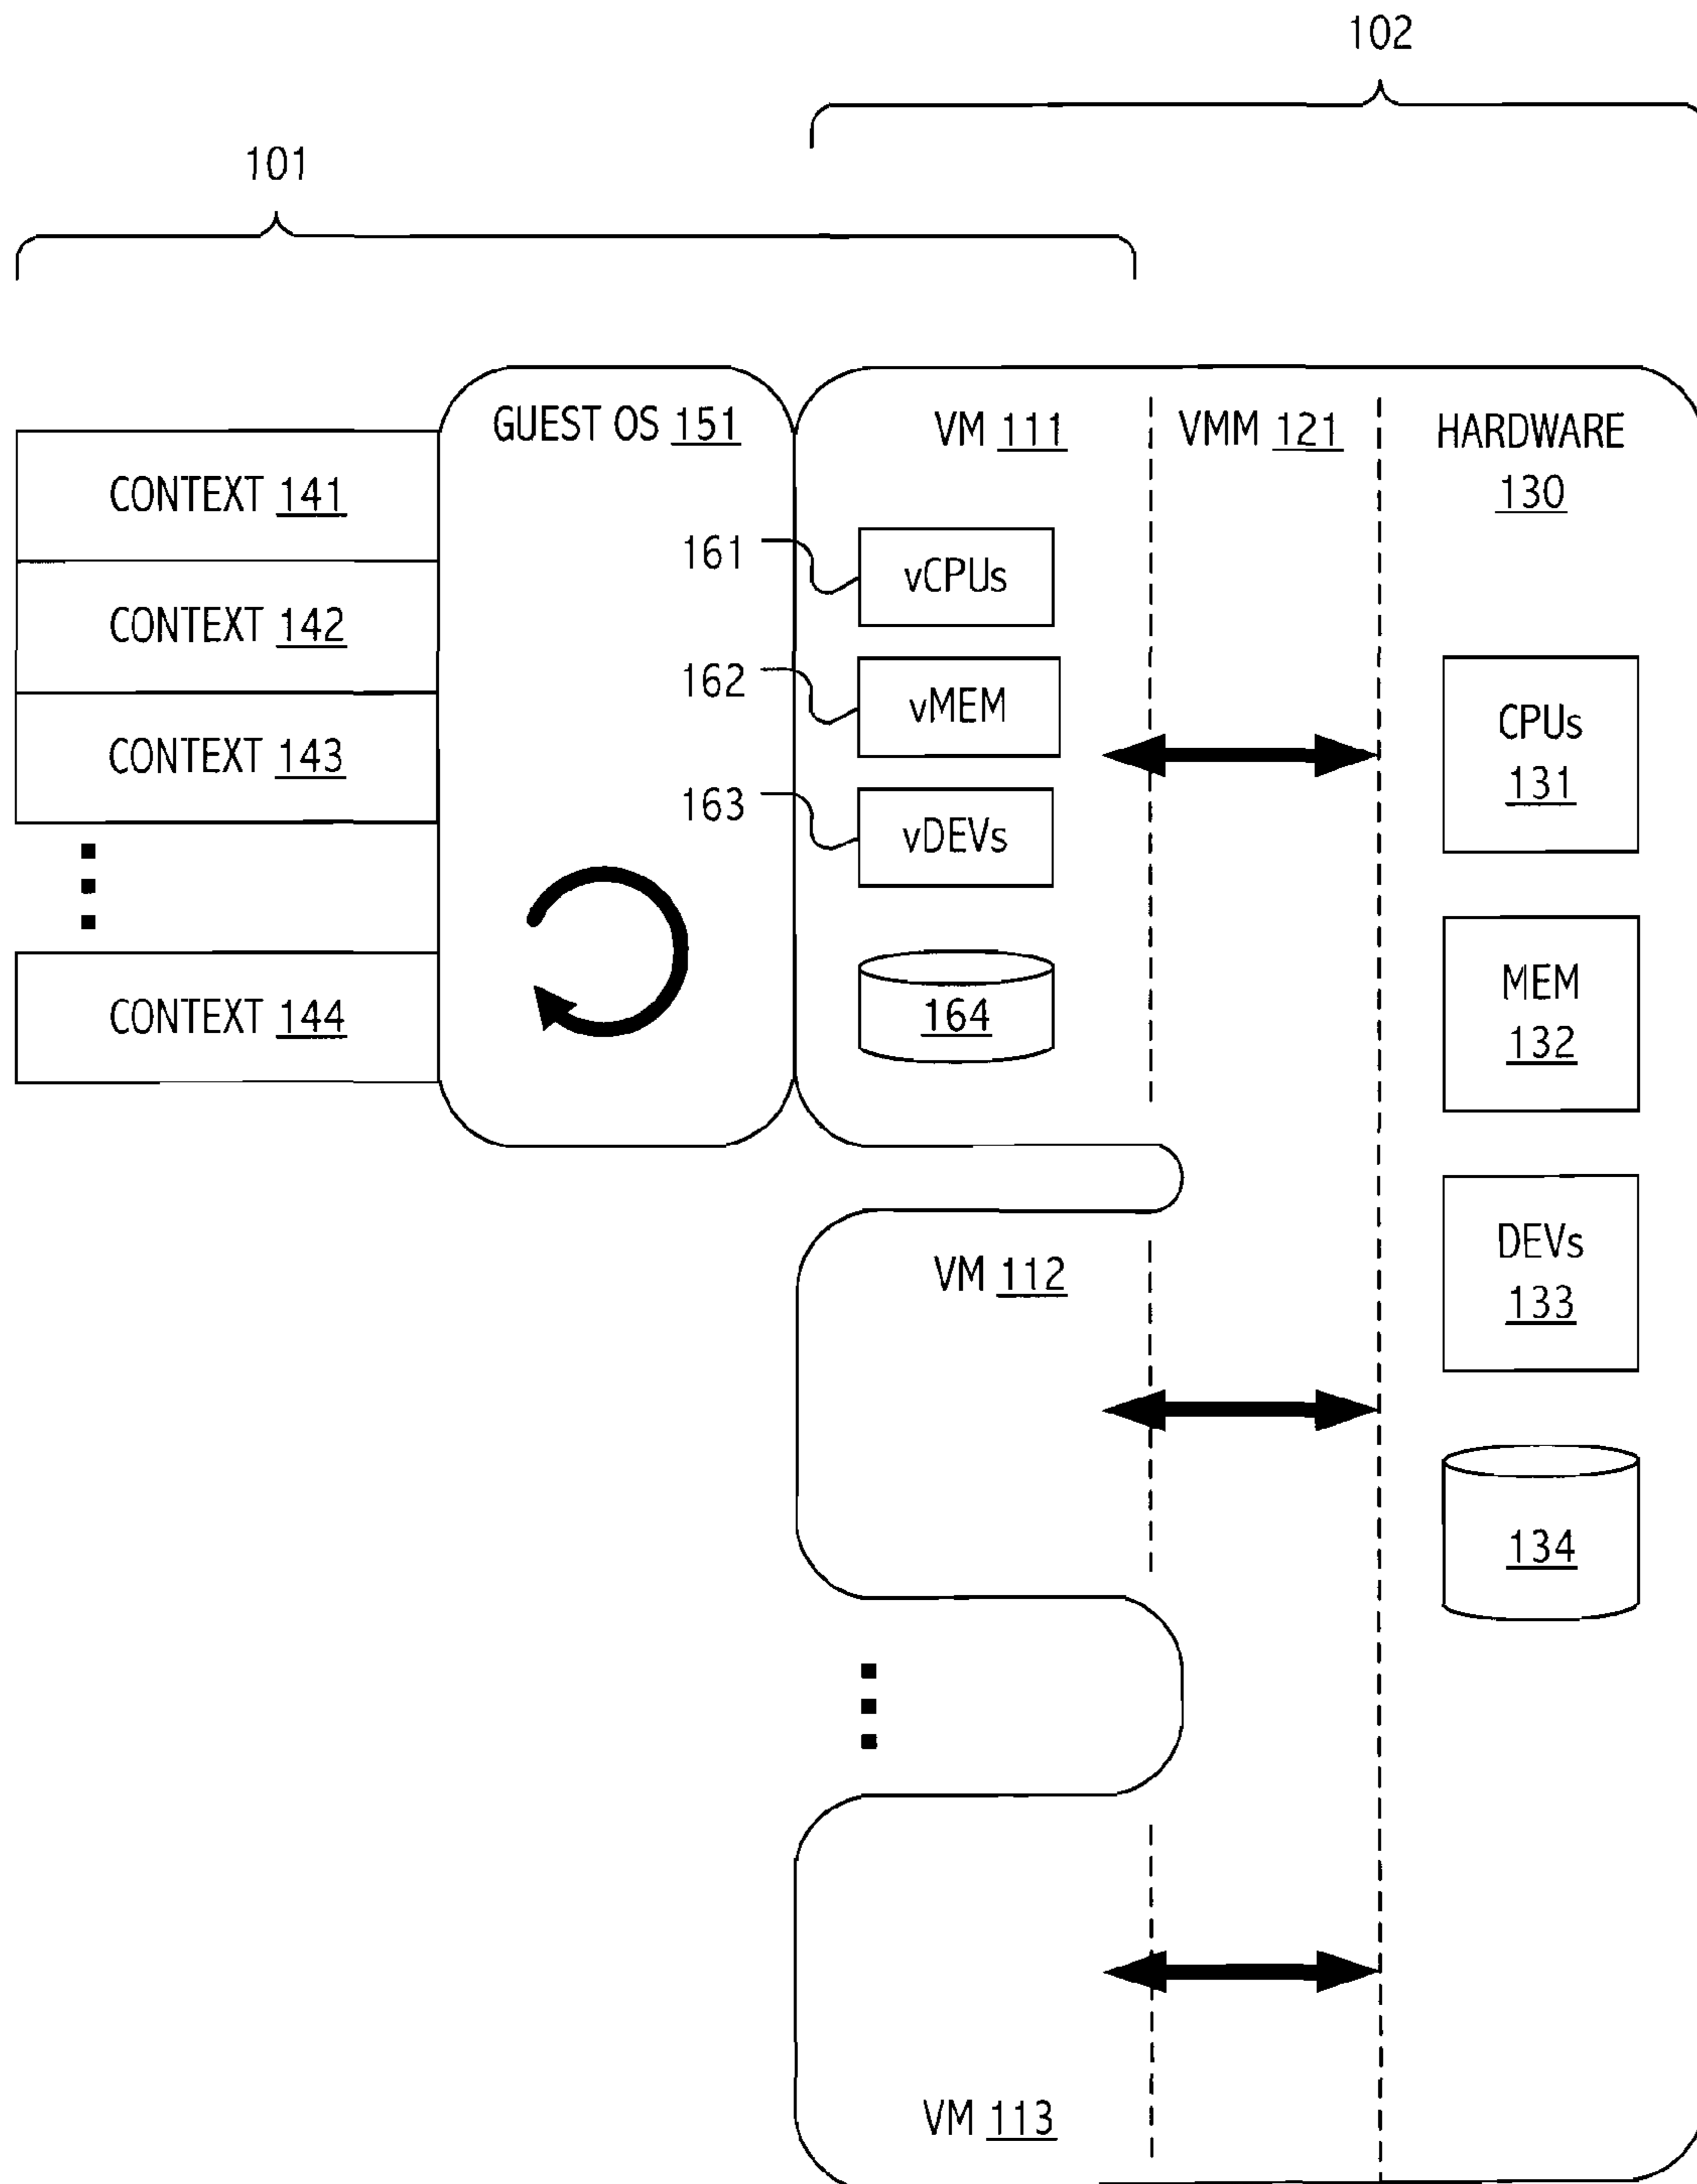 102
101
GUEST OS 151
VM 111
VMM 121
HARDWARE
130
CONTEXT 141
CONTEXT 142
CONTEXT 143
CONTEXT 144
161
vCPUs
162
vMEM
163
vDEVs
164
CPUs
131
MEM
132
DEVs
133
134
VM 112
VM 113